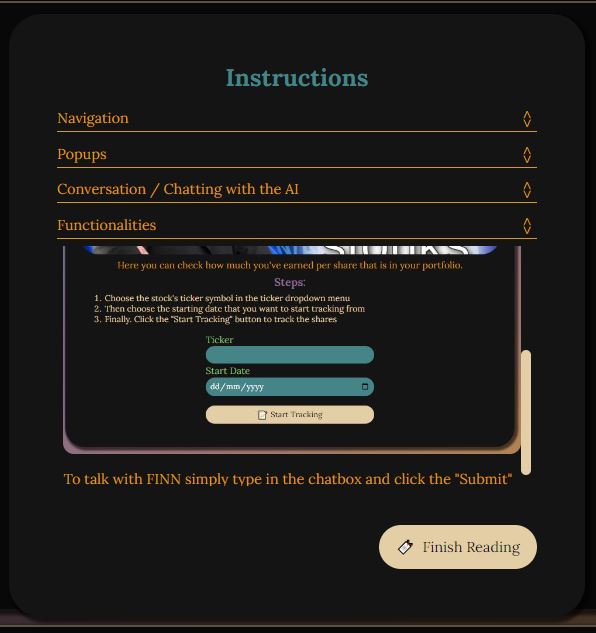 Instructions
Navigation
Popups
Conversation / Chatting with the AI
Functionalities
Here you can check how much you've earned per share that is in your portfolio.
Steps:
1. Choose the stock's ticker symbol in the ticker dropdown menu
2. Then choose the starting date that you want to start tracking from
3. Finally. Click the "Start Tracking" button to track the shares
Ticker
Start Date
dd/mm/yyyy
Start Tracking
To talk with FINN simply type in the chatbox and click the "Submit"
Finish Reading